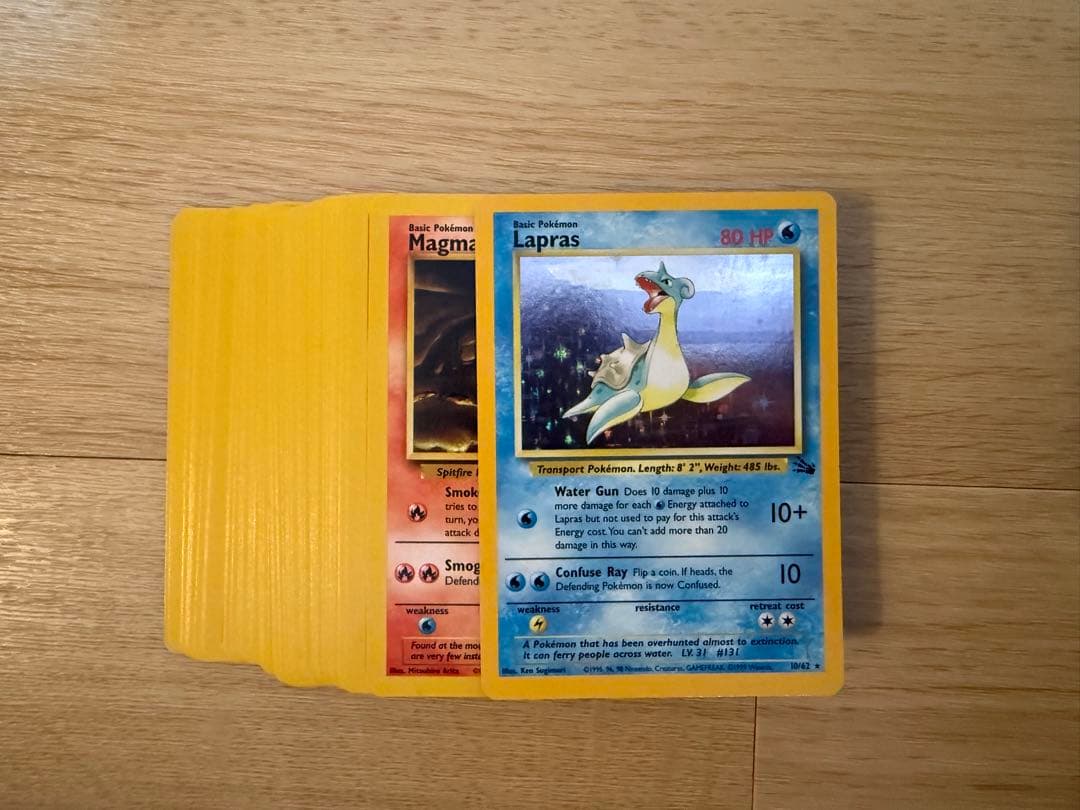 Basic Pokémon
Magma
Spitfire
Smok
tries to
turn, yo
attack d
Smog
Defend
weakness
Found at the mo
are very few inst
Illus. Mitsuhiro Arita
Basic Pokémon
Lapras
80 HP
Transport Pokémon. Length: 8' 2", Weight: 485 lbs.
Water Gun Does 10 damage plus 10
more damage for each Energy attached to
Lapras but not used to pay for this attack's
Energy cost. You can't add more than 20
damage in this way.
10+
Confuse Ray Flip a coin. If heads, the
Defending Pokémon is now Confused.
10
weakness
resistance
retreat cost
A Pokémon that has been overhunted almost to extinction.
It can ferry people across water. LV. 31 #131
Illus. Ken Sugimori
©1995, 96, 98 Nintendo, Creatures, GAMEFREAK. ©1999 Wizards.
10/62